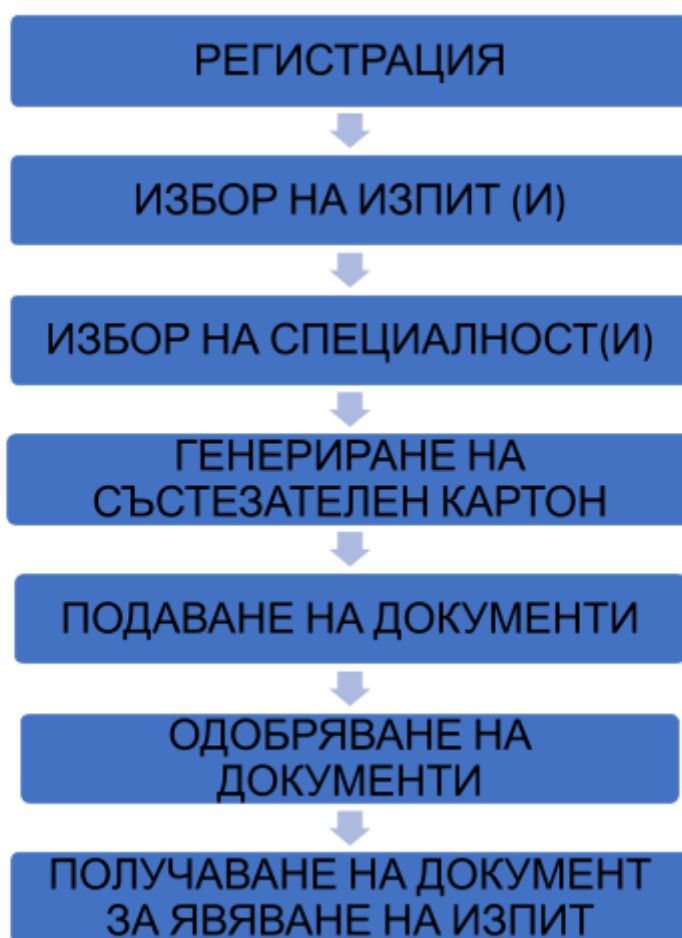 РЕГИСТРАЦИЯ
ИЗБОР НА ИЗПИТ (И)
ИЗБОР НА СПЕЦИАЛНОСТ(И)
ГЕНЕРИРАНЕ НА
СЪСТЕЗАТЕЛЕН КАРТОН
ПОДАВАНЕ НА ДОКУМЕНТИ
ОДОБРЯВАНЕ НА
ДОКУМЕНТИ
ПОЛУЧАВАНЕ НА ДОКУМЕНТ
ЗА ЯВЯВАНЕ НА ИЗПИТ